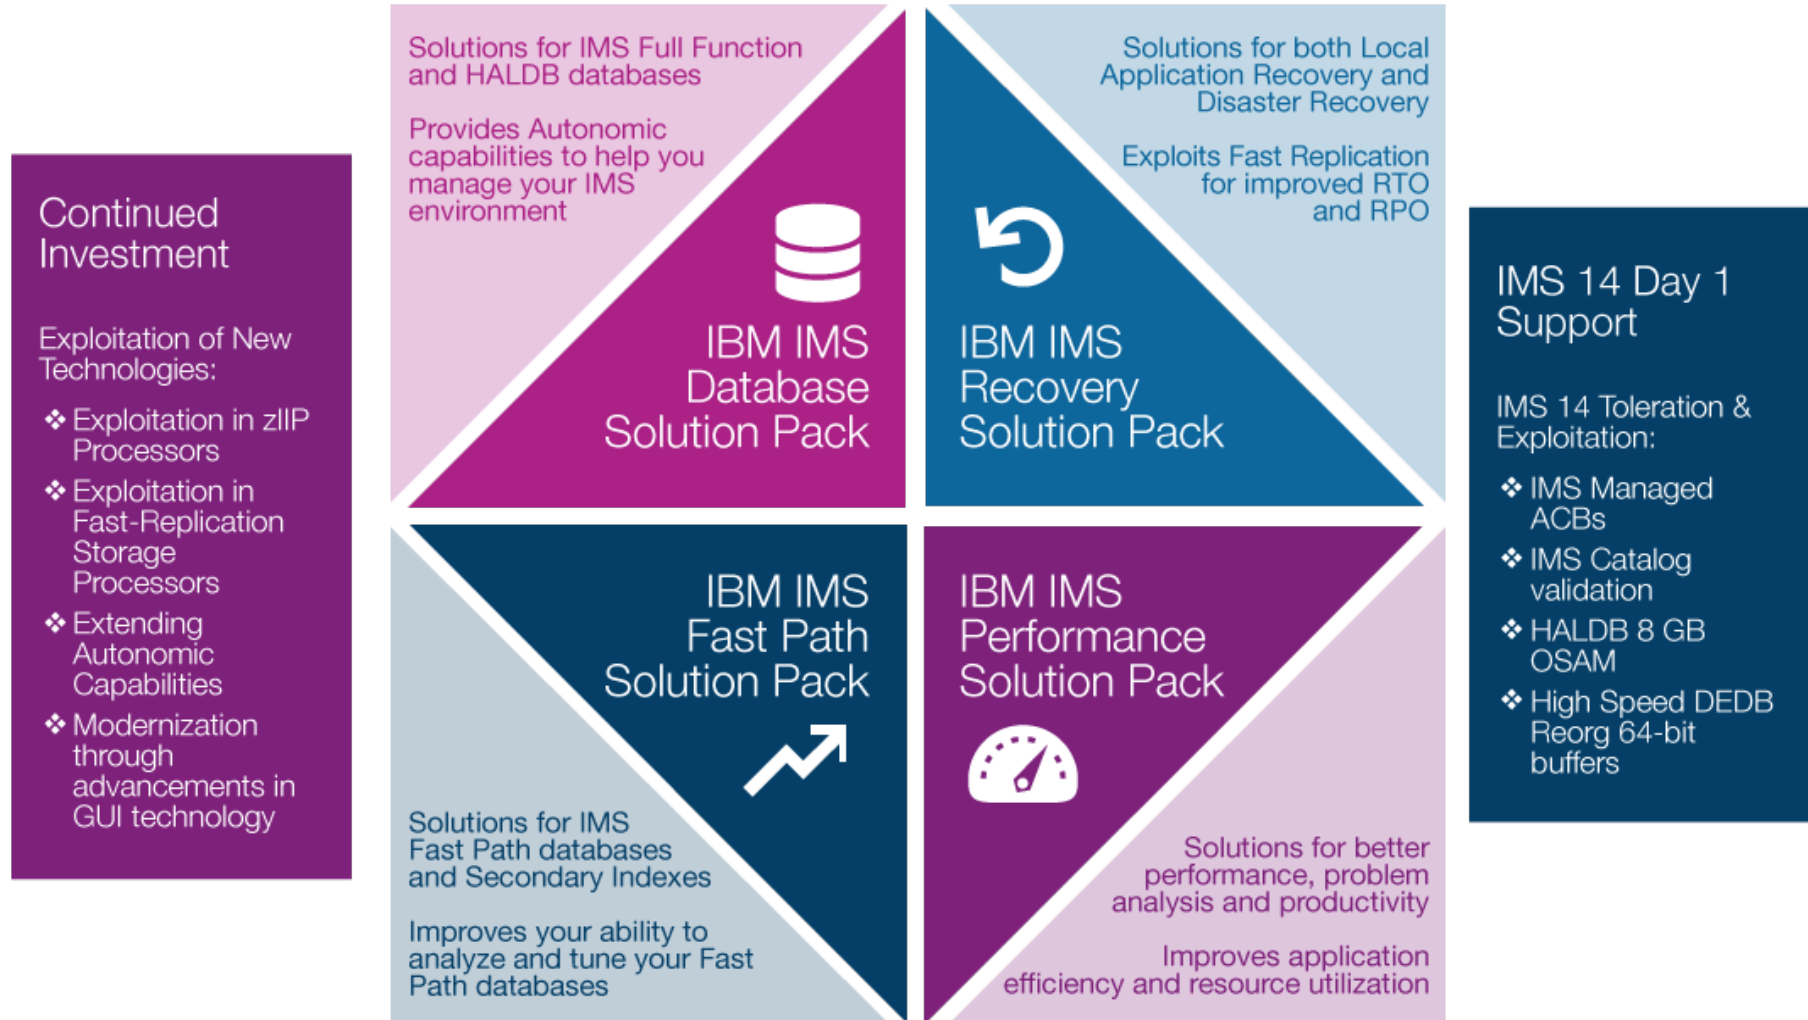 Continued
Investment
Exploitation of New
Technologies:
❖ Exploitation in zIIP
Processors
❖ Exploitation in
Fast-Replication
Storage
Processors
❖ Extending
Autonomic
Capabilities
❖ Modernization
through
advancements in
GUI technology
Solutions for IMS Full Function
and HALDB databases
Provides Autonomic
capabilities to help you
manage your IMS
environment
IBM IMS
Database
Solution Pack
Solutions for both Local
Application Recovery and
Disaster Recovery
Exploits Fast Replication
for improved RTO
and RPO
IBM IMS
Recovery
Solution Pack
IBM IMS
Fast Path
Solution Pack
Solutions for IMS
Fast Path databases
and Secondary Indexes
Improves your ability to
analyze and tune your Fast
Path databases
IBM IMS
Performance
Solution Pack
Solutions for better
performance, problem
analysis and productivity
Improves application
efficiency and resource utilization
IMS 14 Day 1
Support
IMS 14 Toleration &
Exploitation:
❖ IMS Managed
ACBs
❖ IMS Catalog
validation
❖ HALDB 8 GB
OSAM
❖ High Speed DEDB
Reorg 64-bit
buffers